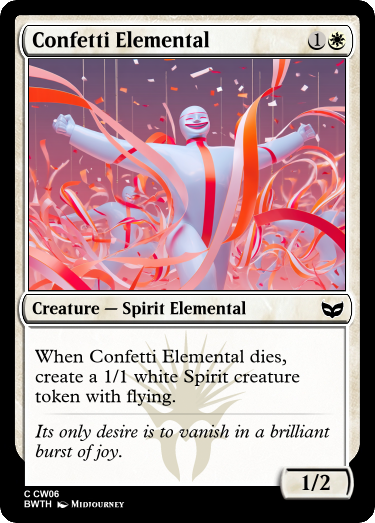 Confetti Elemental 1
Creature — Spirit Elemental
When Confetti Elemental dies,
create a 1/1 white Spirit creature
token with flying.
Its only desire is to vanish in a brilliant
burst of joy.
1/2
C CW06
BWTH Midjourney